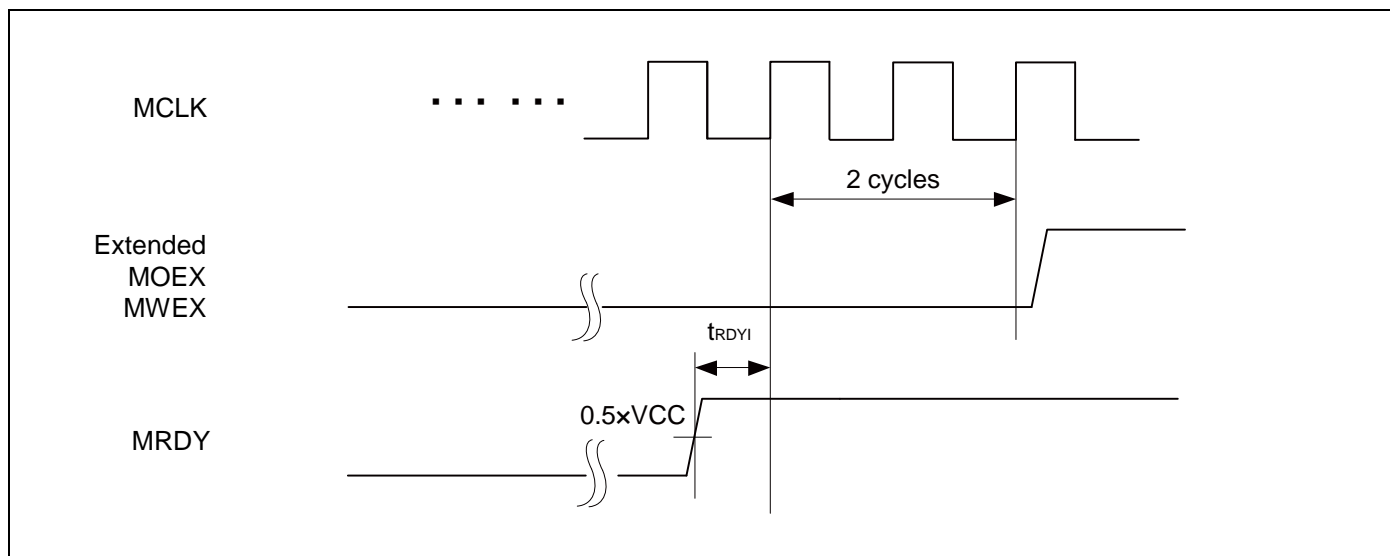 MCLK
... ...
2 cycles
Extended
MOEX
MWEX
tRDYI
0.5×VCC
MRDY